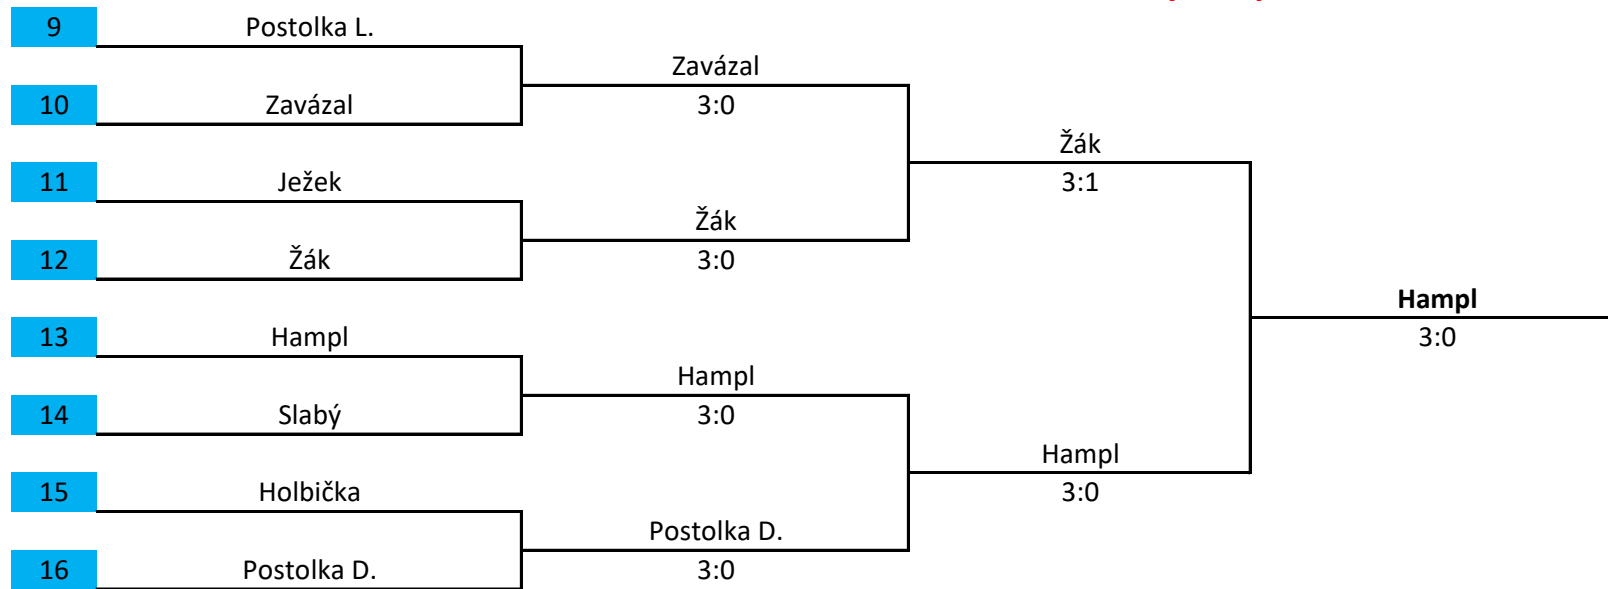 9 Postolka L.
Zavázal
10 Zavázal 3:0
Žák
11 Ježek 3:1
Žák
12 Žák 3:0
Hampl
13 Hampl 3:0
Hampl
14 Slabý 3:0
Hampl
15 Holbička 3:0
Postolka D.
16 Postolka D. 3:0